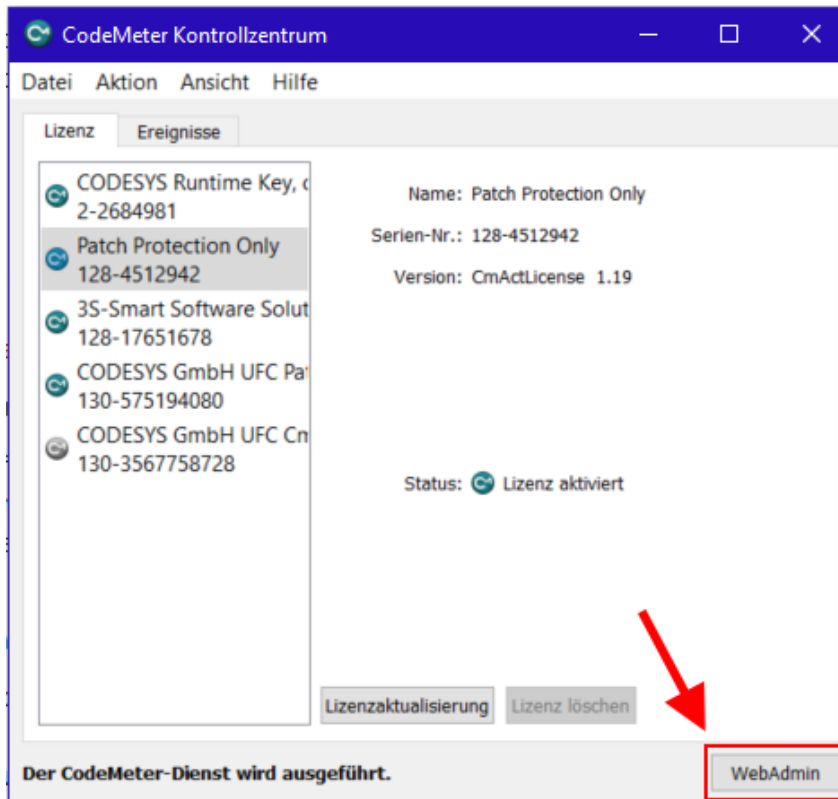 CodeMeter Kontrollzentrum
Datei Aktion Ansicht Hilfe
Lizenz Ereignisse
CODESYS Runtime Key,
2-2684981
Patch Protection Only
128-4512942
3S-Smart Software Solut
128-17651678
CODESYS GmbH UFC Pa
130-575194080
CODESYS GmbH UFC Cm
130-3567758728
Name: Patch Protection Only
Serien-Nr.: 128-4512942
Version: CmActLicense 1.19
Status: Lizenz aktiviert
Lizenzaktualisierung Lizenz löschen
Der CodeMeter-Dienst wird ausgeführt. WebAdmin